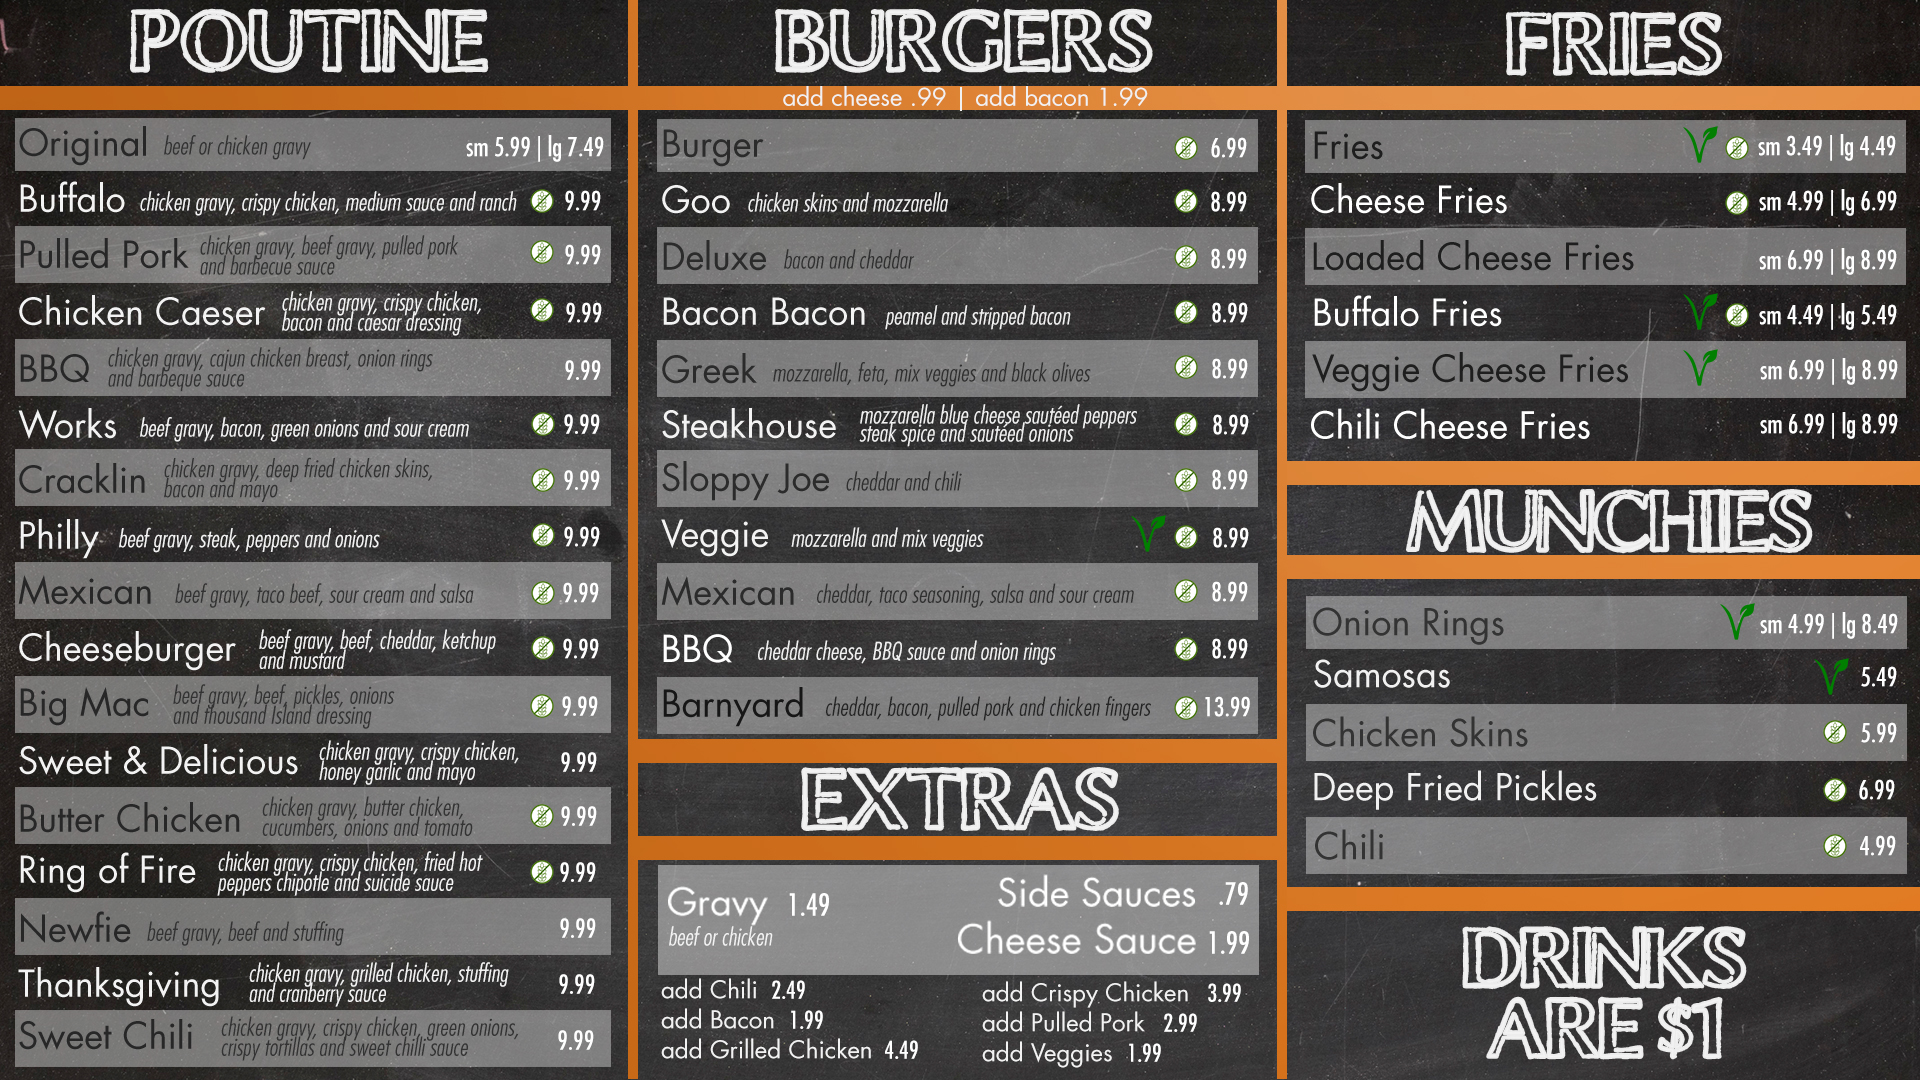 POUTINE
Original beef or chicken gravy sm 5.99 | lg 7.49
Buffalo chicken gravy, crispy chicken, medium sauce and ranch 9.99
Pulled Pork chicken gravy, beef gravy, pulled pork
and barbecue sauce 9.99
Chicken Caeser chicken gravy, crispy chicken,
bacon and caesar dressing 9.99
BBQ chicken gravy, cajun chicken breast, onion rings
and barbeque sauce 9.99
Works beef gravy, bacon, green onions and sour cream 9.99
Cracklin chicken gravy, deep fried chicken skins,
bacon and mayo 9.99
Philly beef gravy, steak, peppers and onions 9.99
Mexican beef gravy, taco beef, sour cream and salsa 9.99
Cheeseburger beef gravy, beef, cheddar, ketchup
and mustard 9.99
Big Mac beef gravy, beef, pickles, onions
and thousand Island dressing 9.99
Sweet & Delicious chicken gravy, crispy chicken,
honey garlic and mayo 9.99
Butter Chicken chicken gravy, butter chicken,
cucumbers, onions and tomato 9.99
Ring of Fire chicken gravy, crispy chicken, fried hot
peppers chipotle and suicide sauce 9.99
Newfie beef gravy, beef and stuffing 9.99
Thanksgiving chicken gravy, grilled chicken, stuffing
and cranberry sauce 9.99
Sweet Chili chicken gravy, crispy chicken, green onions,
crispy tortillas and sweet chilli sauce 9.99
BURGERS
add cheese .99 | add bacon 1.99
Burger 6.99
Goo chicken skins and mozzarella 8.99
Deluxe bacon and cheddar 8.99
Bacon Bacon peamel and stripped bacon 8.99
Greek mozzarella, feta, mix veggies and black olives 8.99
Steakhouse mozzarella blue cheese sautéed peppers
steak spice and sautéed onions 8.99
Sloppy Joe cheddar and chili 8.99
Veggie mozzarella and mix veggies 8.99
Mexican cheddar, taco seasoning, salsa and sour cream 8.99
BBQ cheddar cheese, BBQ sauce and onion rings 8.99
Barnyard cheddar, bacon, pulled pork and chicken fingers 13.99
EXTRAS
Gravy 1.49
beef or chicken
Side Sauces .79
Cheese Sauce 1.99
add Chili 2.49
add Bacon 1.99
add Grilled Chicken 4.49
add Crispy Chicken 3.99
add Pulled Pork 2.99
add Veggies 1.99
FRIES
Fries sm 3.49 | lg 4.49
Cheese Fries sm 4.99 | lg 6.99
Loaded Cheese Fries sm 6.99 | lg 8.99
Buffalo Fries sm 4.49 | lg 5.49
Veggie Cheese Fries sm 6.99 | lg 8.99
Chili Cheese Fries sm 6.99 | lg 8.99
MUNCHIES
Onion Rings sm 4.99 | lg 8.49
Samosas 5.49
Chicken Skins 5.99
Deep Fried Pickles 6.99
Chili 4.99
DRINKS
ARE $1